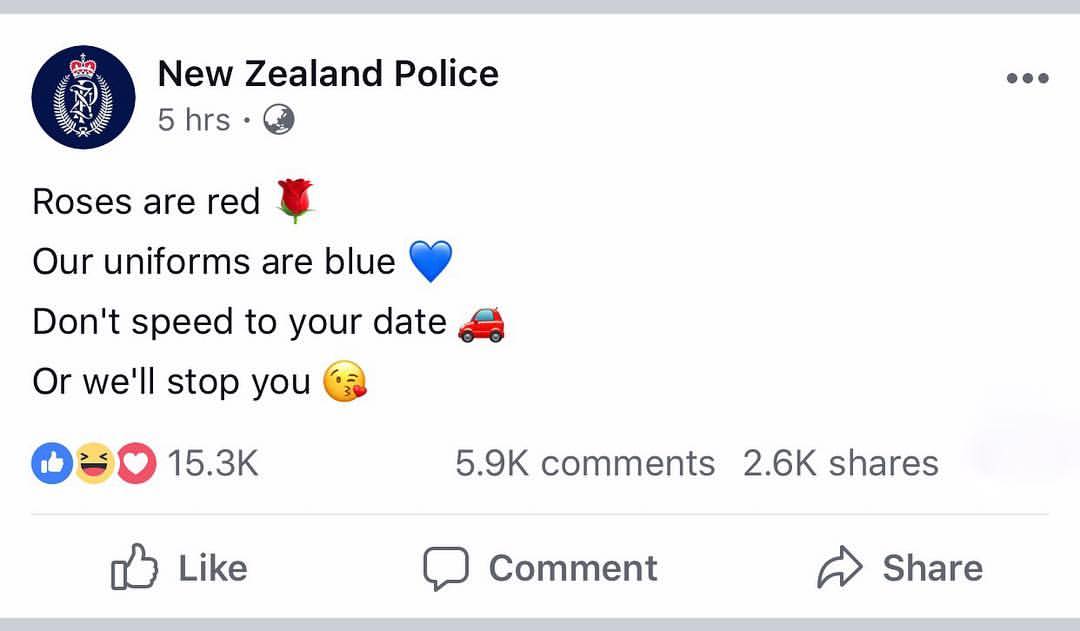 New Zealand Police
5 hrs ·
Roses are red 🌹
Our uniforms are blue 💙
Don't speed to your date 🚗
Or we'll stop you 😘
15.3K 5.9K comments 2.6K shares
Like Comment Share